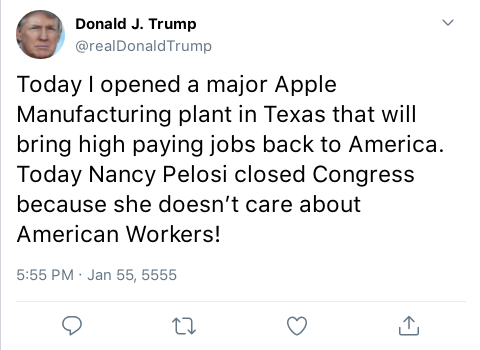 Donald J. Trump
@realDonaldTrump
Today I opened a major Apple
Manufacturing plant in Texas that will
bring high paying jobs back to America.
Today Nancy Pelosi closed Congress
because she doesn’t care about
American Workers!
5:55 PM · Jan 55, 5555